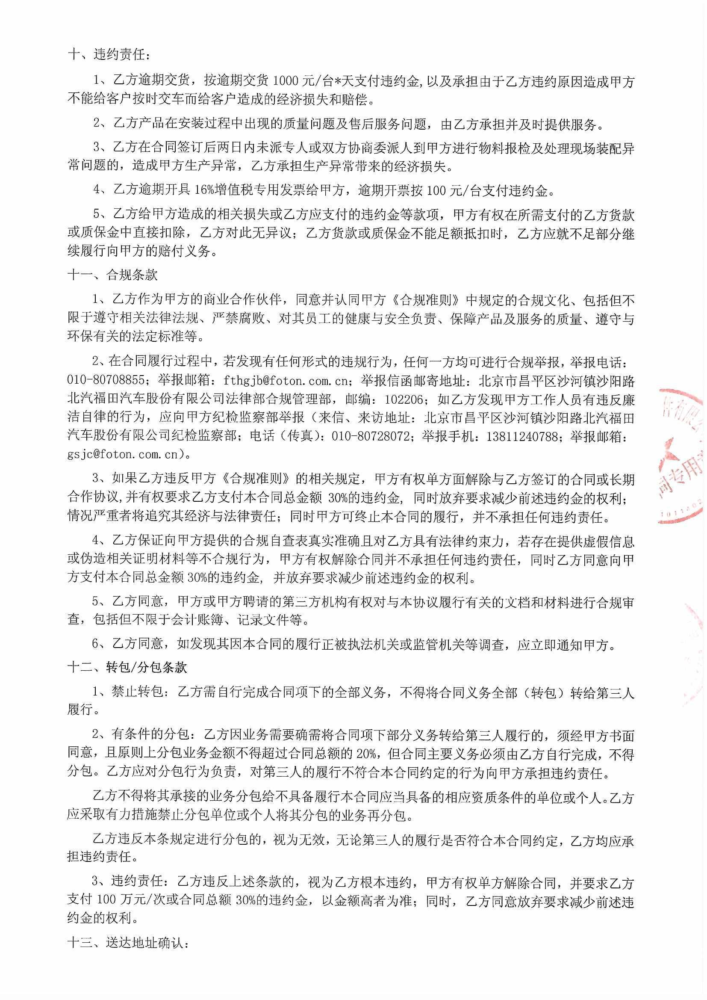 十、违约责任：
1、乙方逾期交货，按逾期交货 1000 元/台*天支付违约金,以及承担由于乙方违约原因造成甲方
不能给客户按时交车而给客户造成的经济损失和赔偿。
2、乙方产品在安装过程中出现的质量问题及售后服务问题，由乙方承担并及时提供服务。
3、乙方在合同签订后两日内未派专人或双方协商委派人到甲方进行物料报检及处理现场装配异
常问题的，造成甲方生产异常，乙方承担生产异常带来的经济损失。
4、乙方逾期开具 16%增值税专用发票给甲方，逾期开票按 100 元/台支付违约金。
5、乙方给甲方造成的相关损失或乙方应支付的违约金等款项，甲方有权在所需支付的乙方货款
或质保金中直接扣除，乙方对此无异议；乙方货款或质保金不能足额抵扣时，乙方应就不足部分继
续履行向甲方的赔付义务。
十一、合规条款
1、乙方作为甲方的商业合作伙伴，同意并认同甲方《合规准则》中规定的合规文化、包括但不
限于遵守相关法律法规、严禁腐败、对其员工的健康与安全负责、保障产品及服务的质量、遵守与
环保有关的法定标准等。
2、在合同履行过程中，若发现有任何形式的违规行为，任何一方均可进行合规举报，举报电话：
010-80708855；举报邮箱：fthgjb@foton.com.cn；举报信函邮寄地址：北京市昌平区沙河镇沙阳路
北汽福田汽车股份有限公司法律部合规管理部，邮编：102206；如乙方发现甲方工作人员有违反廉
洁自律的行为，应向甲方纪检监察部举报（来信、来访地址：北京市昌平区沙河镇沙阳路北汽福田
汽车股份有限公司纪检监察部；电话（传真）：010-80728072；举报手机：13811240788；举报邮箱：
gsjc@foton.com.cn）。
3、如果乙方违反甲方《合规准则》的相关规定，甲方有权单方面解除与乙方签订的合同或长期
合作协议,并有权要求乙方支付本合同总金额 30%的违约金, 同时放弃要求减少前述违约金的权利；
情况严重者将追究其经济与法律责任；同时甲方可终止本合同的履行，并不承担任何违约责任。
4、乙方保证向甲方提供的合规自查表真实准确且对乙方具有法律约束力，若存在提供虚假信息
或伪造相关证明材料等不合规行为，甲方有权解除合同并不承担任何违约责任，同时乙方同意向甲
方支付本合同总金额 30%的违约金, 并放弃要求减少前述违约金的权利。
5、乙方同意，甲方或甲方聘请的第三方机构有权对与本协议履行有关的文档和材料进行合规审
查，包括但不限于会计账簿、记录文件等。
6、乙方同意，如发现其因本合同的履行正被执法机关或监管机关等调查，应立即通知甲方。
十二、转包/分包条款
1、禁止转包：乙方需自行完成合同项下的全部义务，不得将合同义务全部（转包）转给第三人
履行。
2、有条件的分包：乙方因业务需要确需将合同项下部分义务转给第三人履行的，须经甲方书面
同意，且原则上分包业务金额不得超过合同总额的 20%，但合同主要义务必须由乙方自行完成，不得
分包。乙方应对分包行为负责，对第三人的履行不符合本合同约定的行为向甲方承担违约责任。
乙方不得将其承接的业务分包给不具备履行本合同应当具备的相应资质条件的单位或个人。乙方
应采取有力措施禁止分包单位或个人将其分包的业务再分包。
乙方违反本条规定进行分包的，视为无效，无论第三人的履行是否符合本合同约定，乙方均应承
担违约责任。
3、违约责任：乙方违反上述条款的，视为乙方根本违约，甲方有权单方解除合同，并要求乙方
支付 100 万元/次或合同总额 30%的违约金，以金额高者为准；同时，乙方同意放弃要求减少前述违
约金的权利。
十三、送达地址确认：
有限
专用